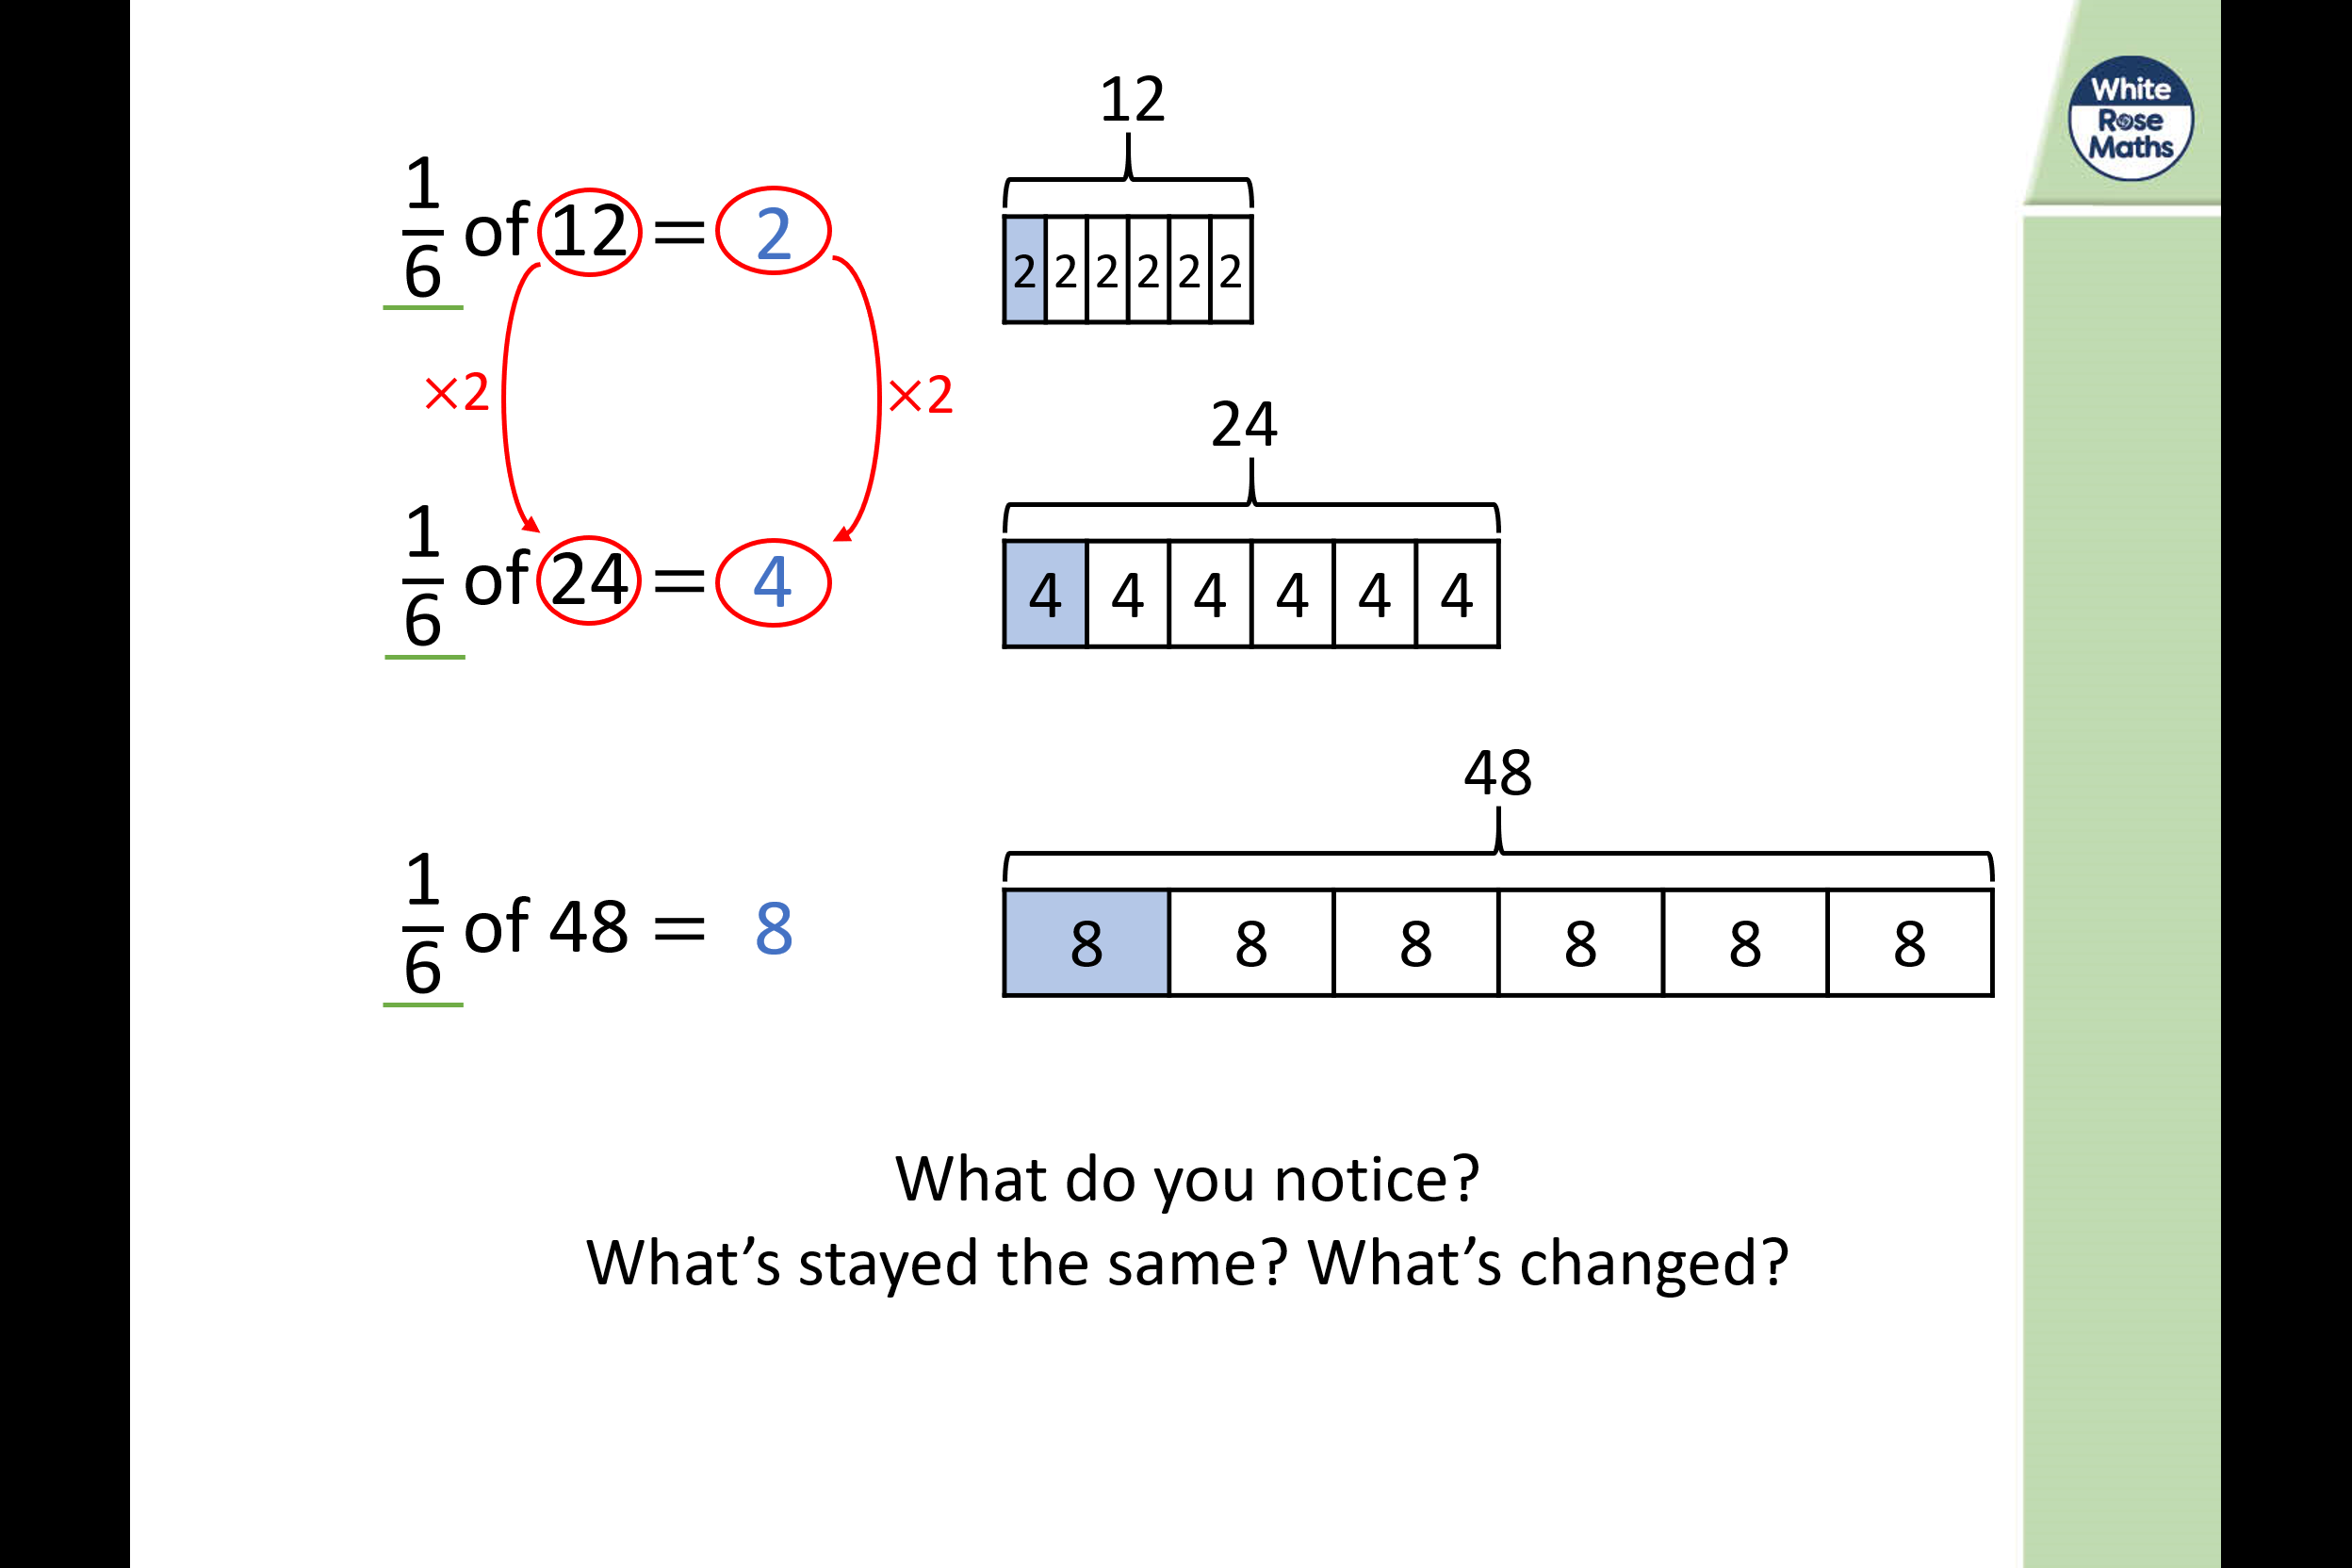 12
1/6 of 12 = 2
2 2 2 2 2 2
×2 ×2
24
1/6 of 24 = 4
4 4 4 4 4 4
48
1/6 of 48 = 8
8 8 8 8 8 8
What do you notice?
What’s stayed the same? What’s changed?
White
Rose
Maths